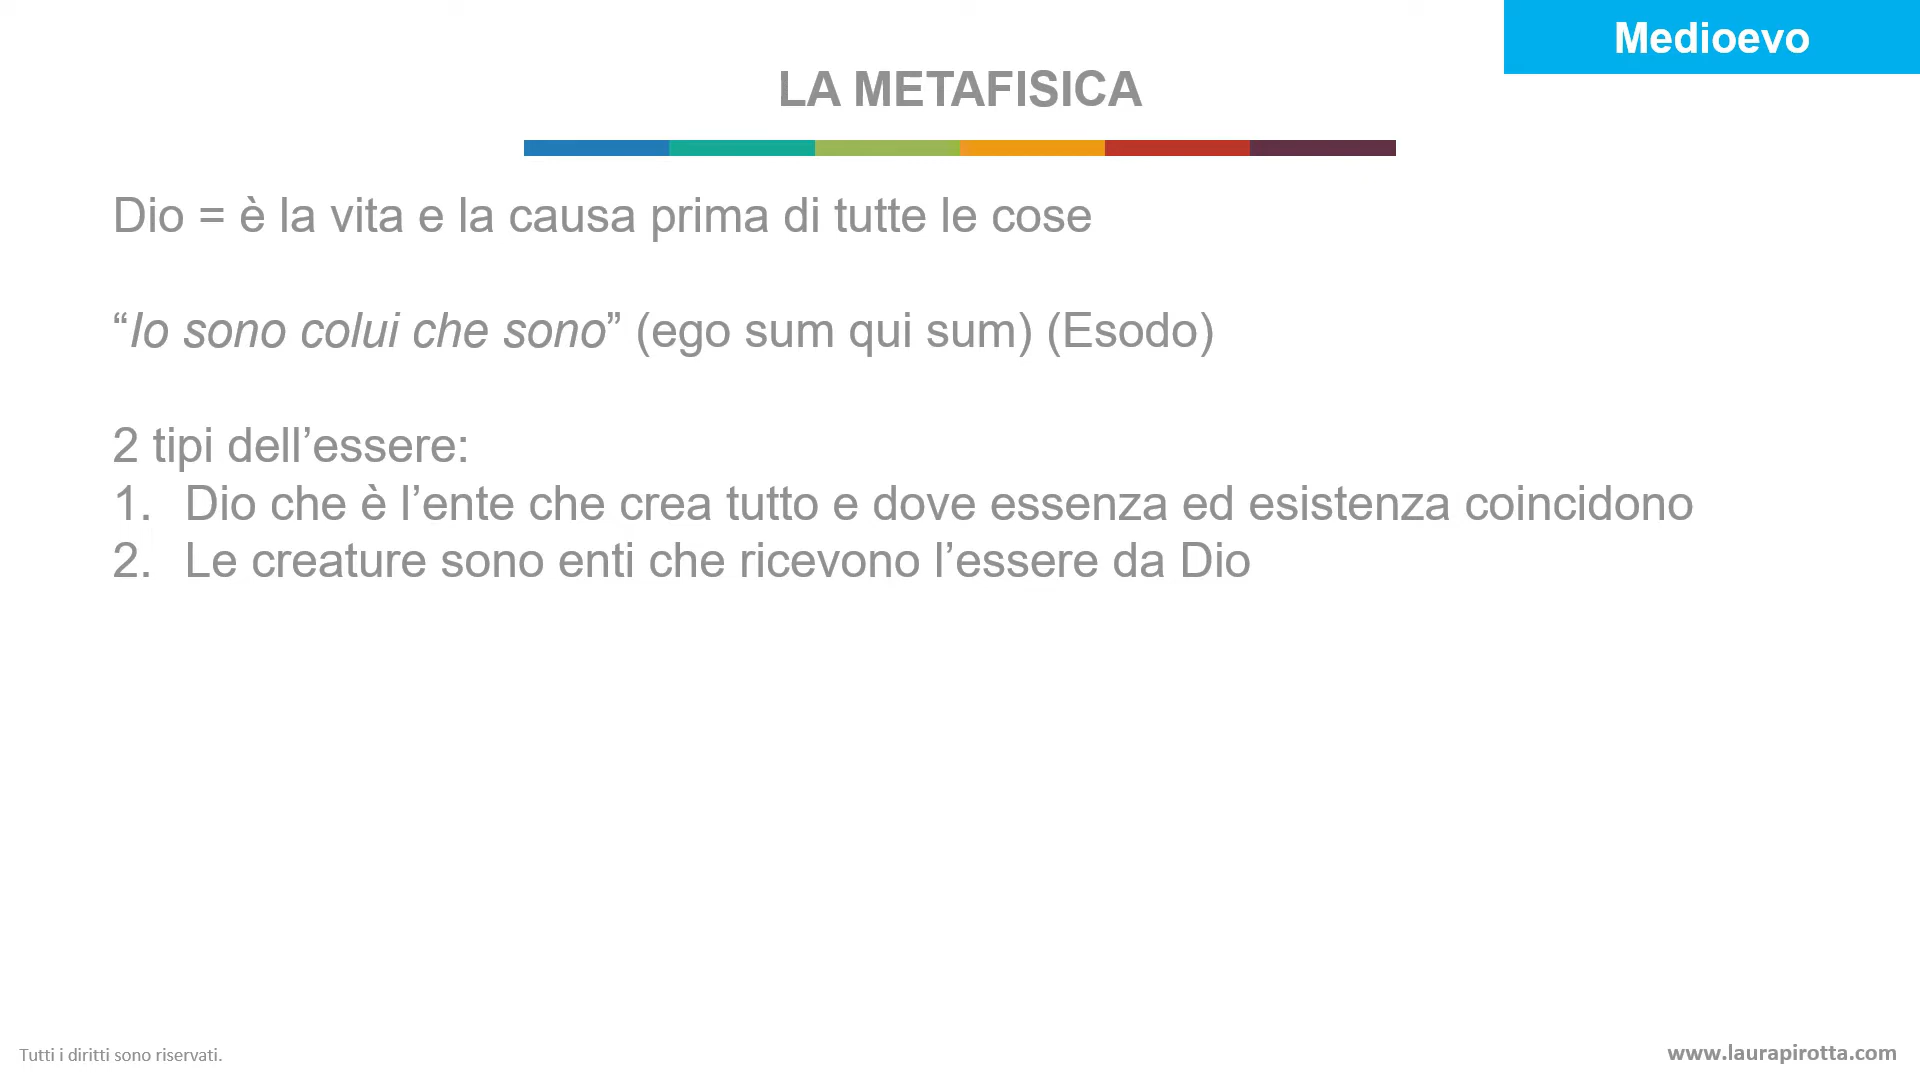 Medioevo
LA METAFISICA
Dio = è la vita e la causa prima di tutte le cose
“Io sono colui che sono” (ego sum qui sum) (Esodo)
2 tipi dell’essere:
1. Dio che è l’ente che crea tutto e dove essenza ed esistenza coincidono
2. Le creature sono enti che ricevono l’essere da Dio
Tutti i diritti sono riservati.
www.laurapirotta.com